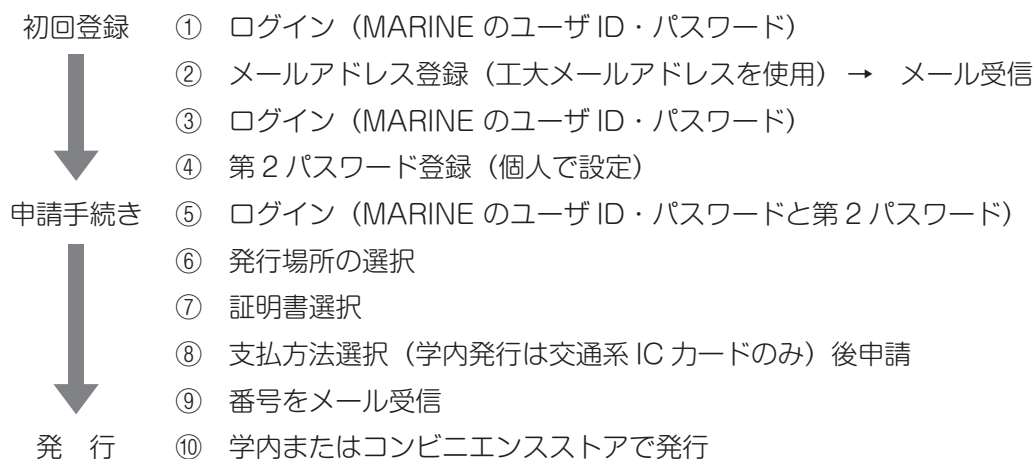 初回登録 ① ログイン（MARINE のユーザ ID・パスワード）
② メールアドレス登録（工大メールアドレスを使用）→ メール受信
③ ログイン（MARINE のユーザ ID・パスワード）
④ 第２パスワード登録（個人で設定）
申請手続き ⑤ ログイン（MARINE のユーザ ID・パスワードと第２パスワード）
⑥ 発行場所の選択
⑦ 証明書選択
⑧ 支払方法選択（学内発行は交通系 IC カードのみ）後申請
⑨ 番号をメール受信
発　行 ⑩ 学内またはコンビニエンスストアで発行